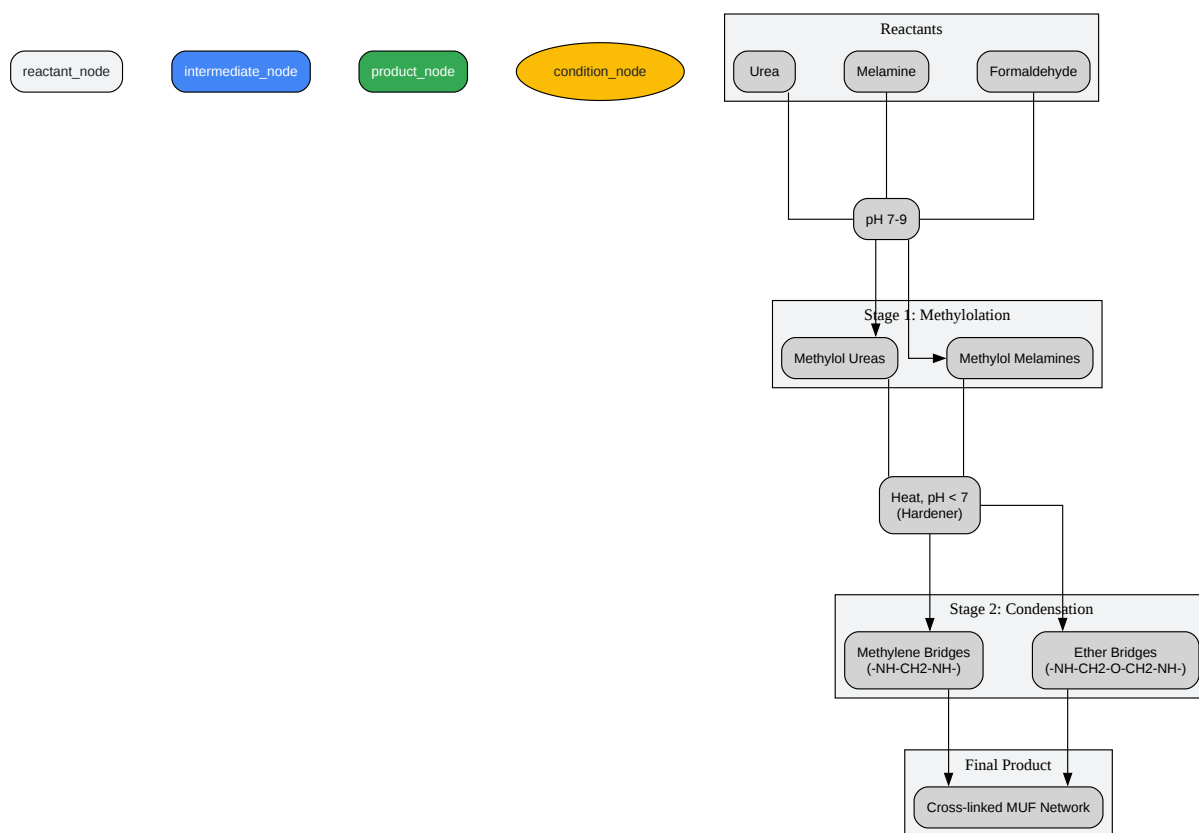 Reactants
reactant_node
intermediate_node
product_node
condition_node
Urea
Melamine
Formaldehyde
pH 7-9
Stage 1: Methylolation
Methylol Ureas
Methylol Melamines
Heat, pH < 7
(Hardener)
Stage 2: Condensation
Methylene Bridges
(-NH-CH2-NH-)
Ether Bridges
(-NH-CH2-O-CH2-NH-)
Final Product
Cross-linked MUF Network